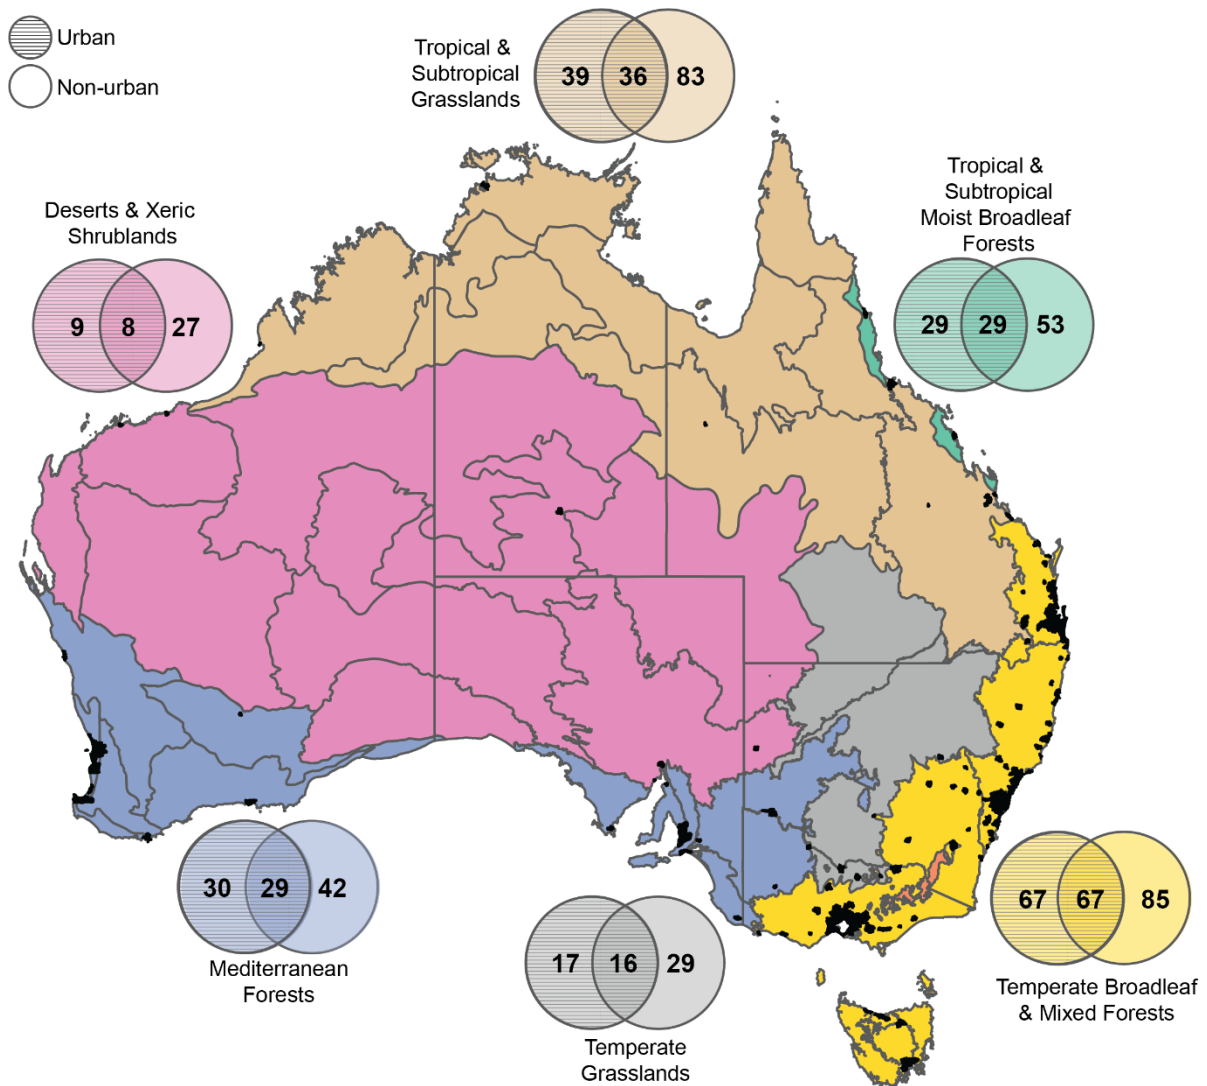 Urban
Non-urban
Tropical &
Subtropical
Grasslands
39 36 83
Tropical &
Subtropical
Moist Broadleaf
Forests
29 29 53
Deserts & Xeric
Shrublands
9 8 27
30 29 42
Mediterranean
Forests
17 16 29
Temperate
Grasslands
67 67 85
Temperate Broadleaf
& Mixed Forests